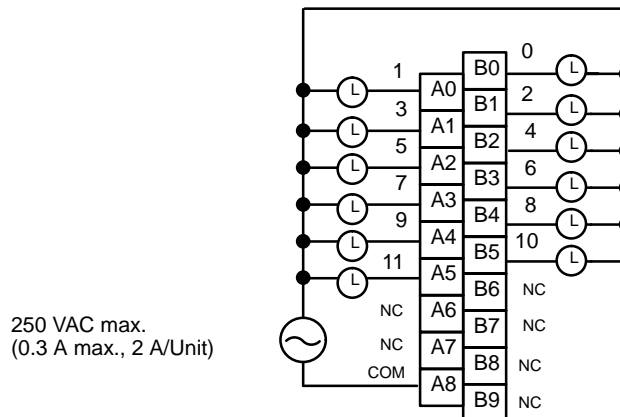 0
B0
L
1
L
A0
B1
2
L
3
L
A1
B2
4
L
5
L
A2
B3
6
L
7
L
A3
B4
8
L
9
L
A4
B5
10
L
11
L
A5
B6
NC
NC
A6
B7
NC
250 VAC max.
(0.3 A max., 2 A/Unit)
NC
A7
B8
NC
COM
A8
B9
NC